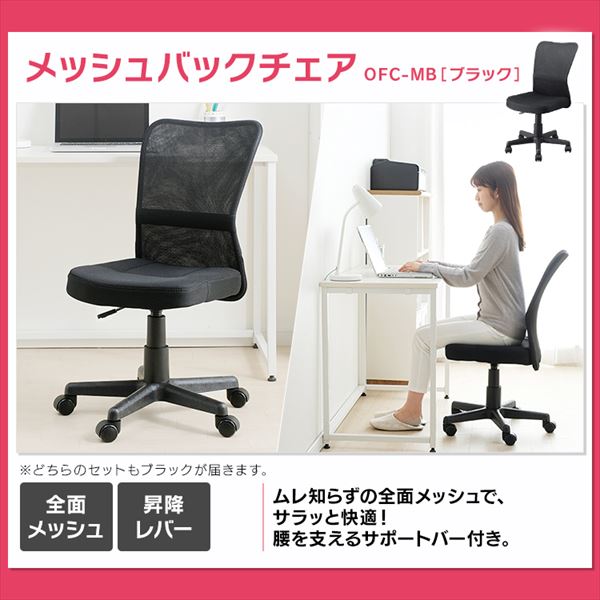 メッシュバックチェア OFC-MB［ブラック］
※どちらのセットもブラックが届きます。
全面
メッシュ
昇降
レバー
ムレ知らずの全面メッシュで、
サラッと快適！
腰を支えるサポートバー付き。